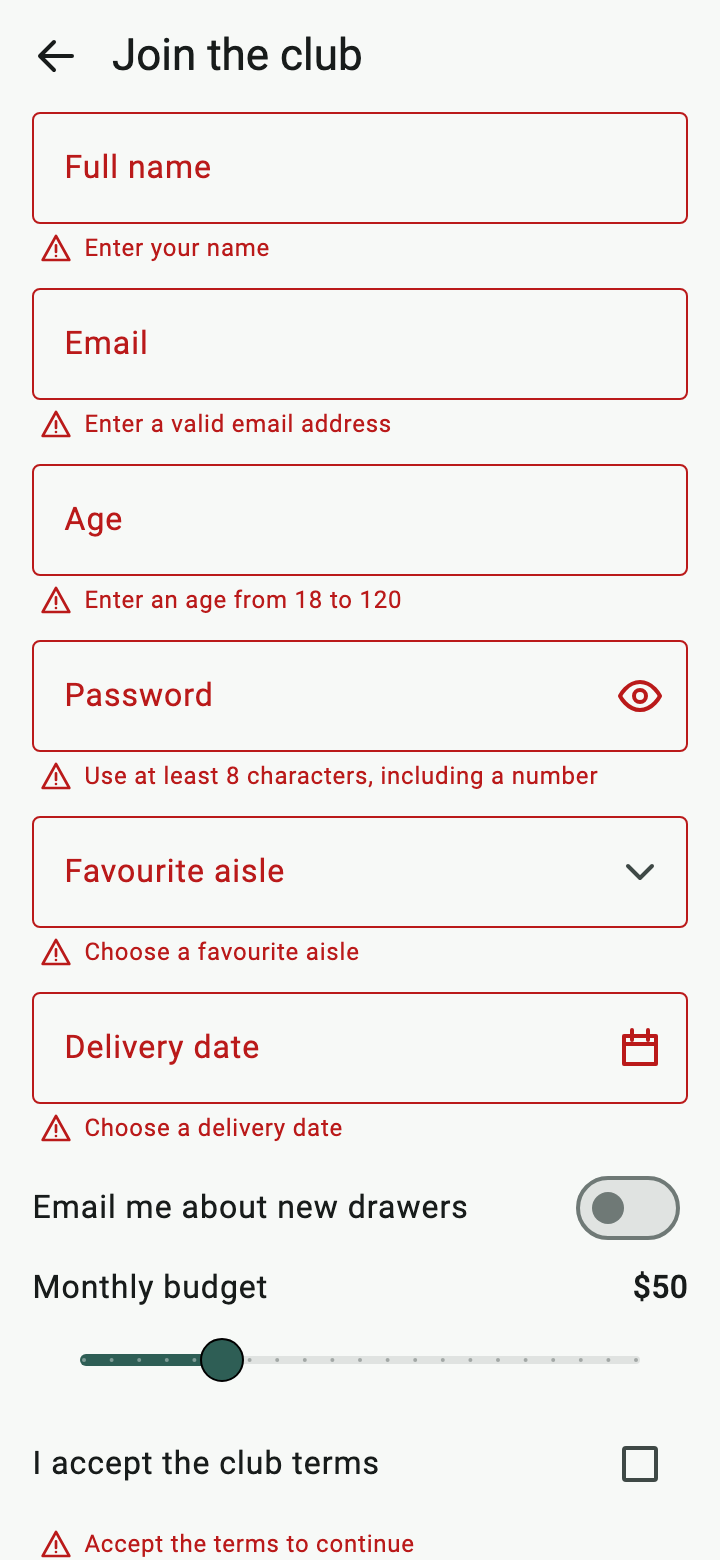 Join the club
Full name
Enter your name
Email
Enter a valid email address
Age
Enter an age from 18 to 120
Password
Use at least 8 characters, including a number
Favourite aisle
Choose a favourite aisle
Delivery date
Choose a delivery date
Email me about new drawers
Monthly budget $50
I accept the club terms
Accept the terms to continue